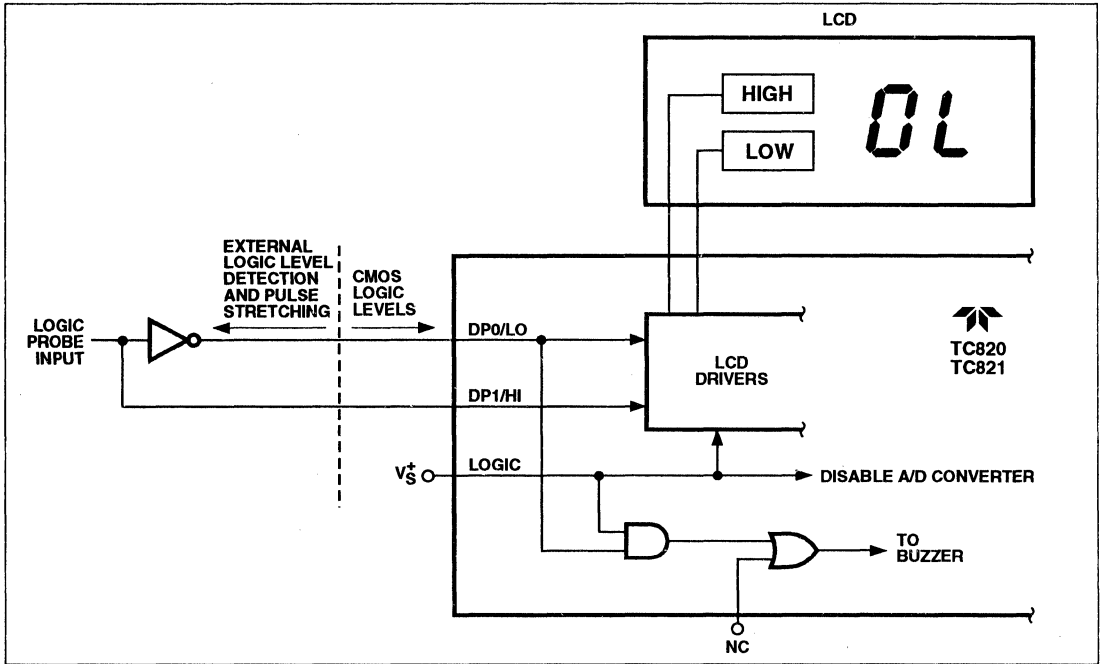 LCD
HIGH
LOW
OL
EXTERNAL
LOGIC LEVEL
DETECTION
AND PULSE
STRETCHING
CMOS
LOGIC
LEVELS
LOGIC
PROBE
INPUT
DP0/LO
DP1/HI
LCD
DRIVERS
TC820
TC821
V+S
LOGIC
DISABLE A/D CONVERTER
TO
BUZZER
NC